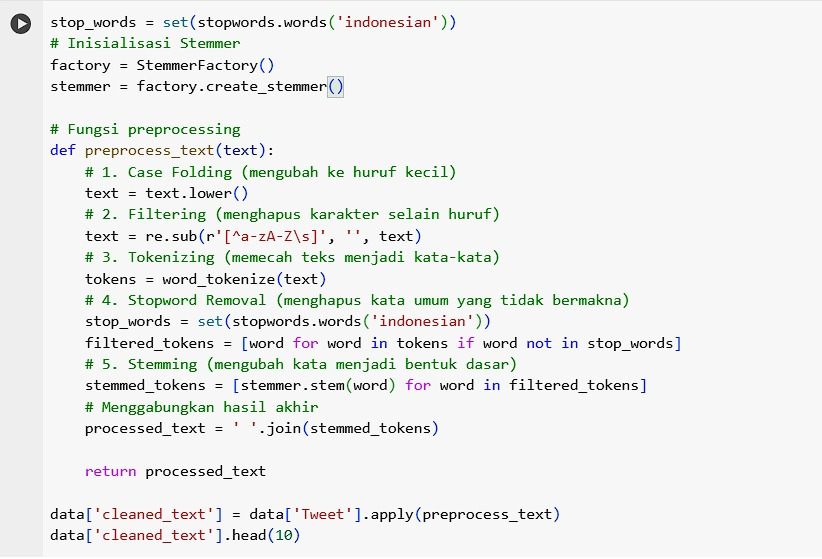 stop_words = set(stopwords.words('indonesian'))
# Inisialisasi Stemmer
factory = StemmerFactory()
stemmer = factory.create_stemmer()

# Fungsi preprocessing
def preprocess_text(text):
    # 1. Case Folding (mengubah ke huruf kecil)
    text = text.lower()
    # 2. Filtering (menghapus karakter selain huruf)
    text = re.sub(r'[^a-zA-Z\s]', '', text)
    # 3. Tokenizing (memecah teks menjadi kata-kata)
    tokens = word_tokenize(text)
    # 4. Stopword Removal (menghapus kata umum yang tidak bermakna)
    stop_words = set(stopwords.words('indonesian'))
    filtered_tokens = [word for word in tokens if word not in stop_words]
    # 5. Stemming (mengubah kata menjadi bentuk dasar)
    stemmed_tokens = [stemmer.stem(word) for word in filtered_tokens]
    # Menggabungkan hasil akhir
    processed_text = ' '.join(stemmed_tokens)

    return processed_text

data['cleaned_text'] = data['Tweet'].apply(preprocess_text)
data['cleaned_text'].head(10)